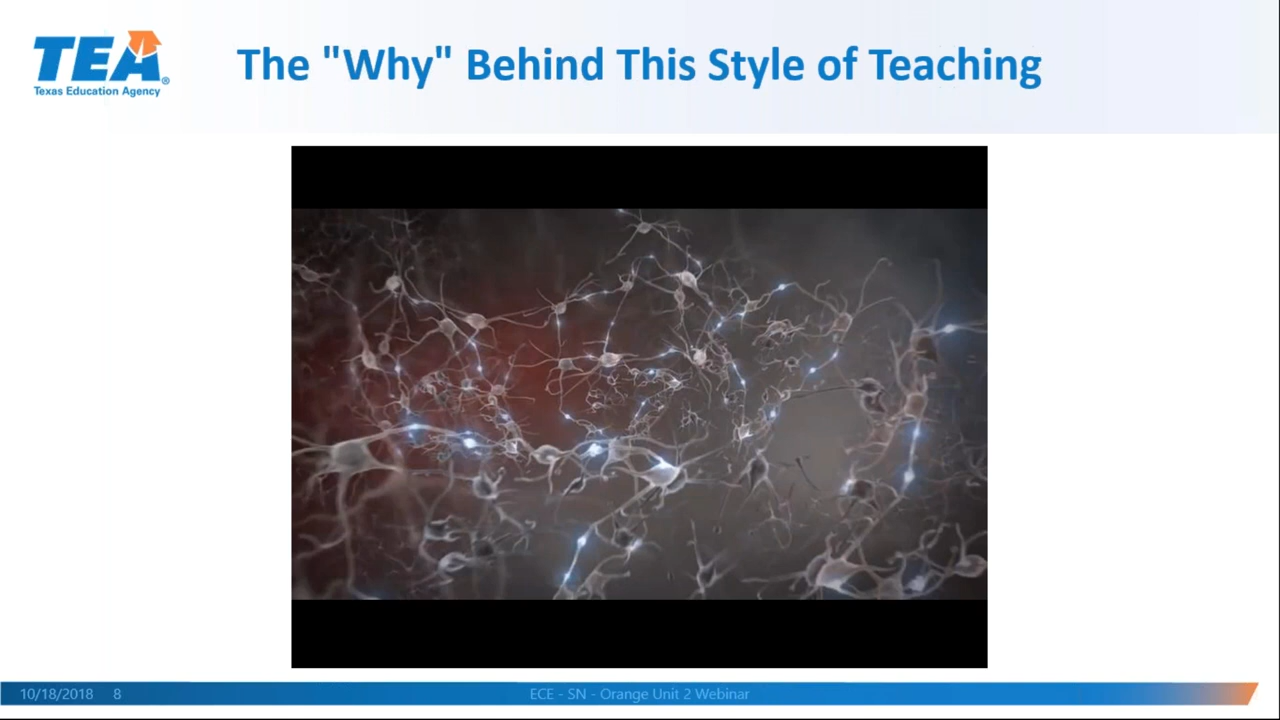 TEA®
Texas Education Agency
The "Why" Behind This Style of Teaching
10/18/2018 8 ECE - SN - Orange Unit 2 Webinar